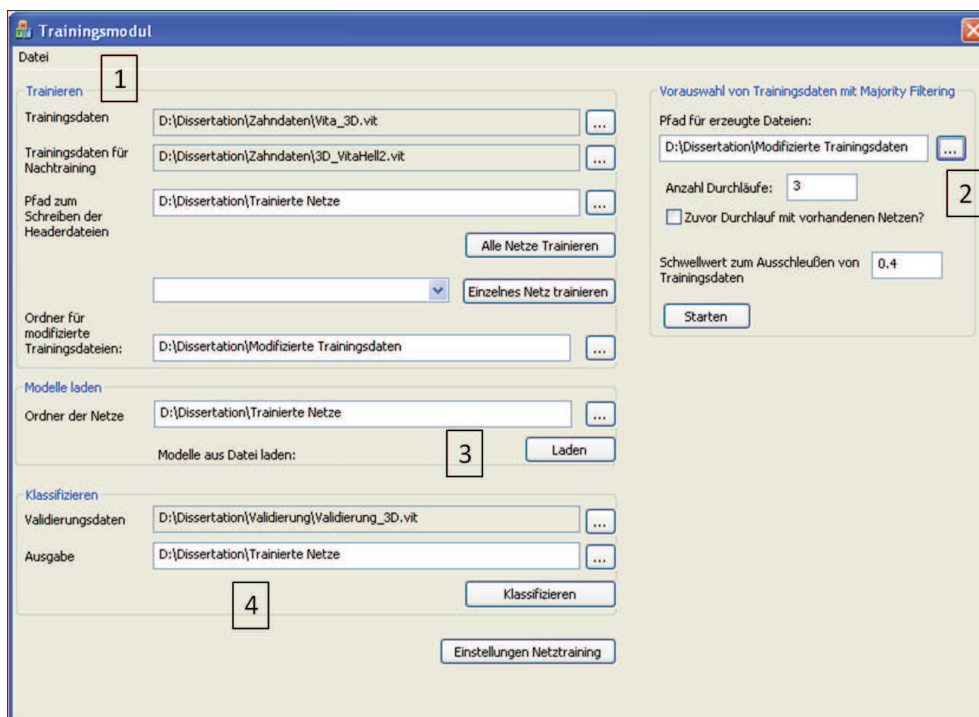 Trainingsmodul
Datei
1
Trainieren
Trainingsdaten
D:\Dissertation\Zahndaten\Vita_3D.vit
...
Trainingsdaten für
Nachtraining
D:\Dissertation\Zahndaten\3D_VitaHell2.vit
...
Pfad zum
Schreiben der
Headerdateien
D:\Dissertation\Trainierte Netze
...
Alle Netze Trainieren
Einzelnes Netz trainieren
Ordner für
modifizierte
Trainingsdateien:
D:\Dissertation\Modifizierte Trainingsdaten
...
Modelle laden
Ordner der Netze
D:\Dissertation\Trainierte Netze
...
Modelle aus Datei laden:
3
Laden
Klassifizieren
Validierungsdaten
D:\Dissertation\Validierung\Validierung_3D.vit
...
Ausgabe
D:\Dissertation\Trainierte Netze
...
4
Klassifizieren
Einstellungen Netztraining
Vorauswahl von Trainingsdaten mit Majority Filtering
Pfad für erzeugte Dateien:
D:\Dissertation\Modifizierte Trainingsdaten
...
2
Anzahl Durchläufe:
3
Zuvor Durchlauf mit vorhandenen Netzen?
Schwellwert zum Ausschleußen von
Trainingsdaten
0.4
Starten